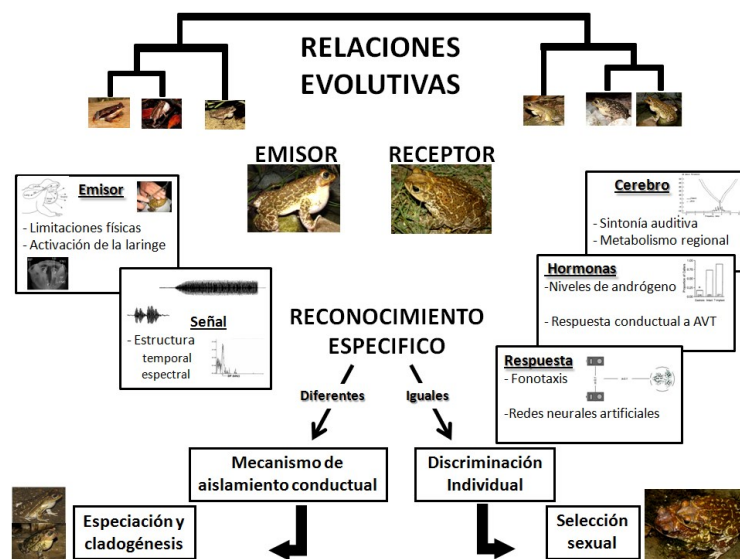 RELACIONES
EVOLUTIVAS
EMISOR
RECEPTOR
Emisor
- Limitaciones físicas
- Activación de la laringe
Señal
- Estructura
temporal
espectral
Cerebro
- Sintonía auditiva
- Metabolismo regional
Hormonas
-Niveles de andrógeno
- Respuesta conductual a AVT
Respuesta
- Fonotaxis
-Redes neurales artificiales
RECONOCIMIENTO
ESPECIFICO
Diferentes
Iguales
Mecanismo de
aislamiento conductual
Discriminación
Individual
Especiación y
cladogénesis
Selección
sexual